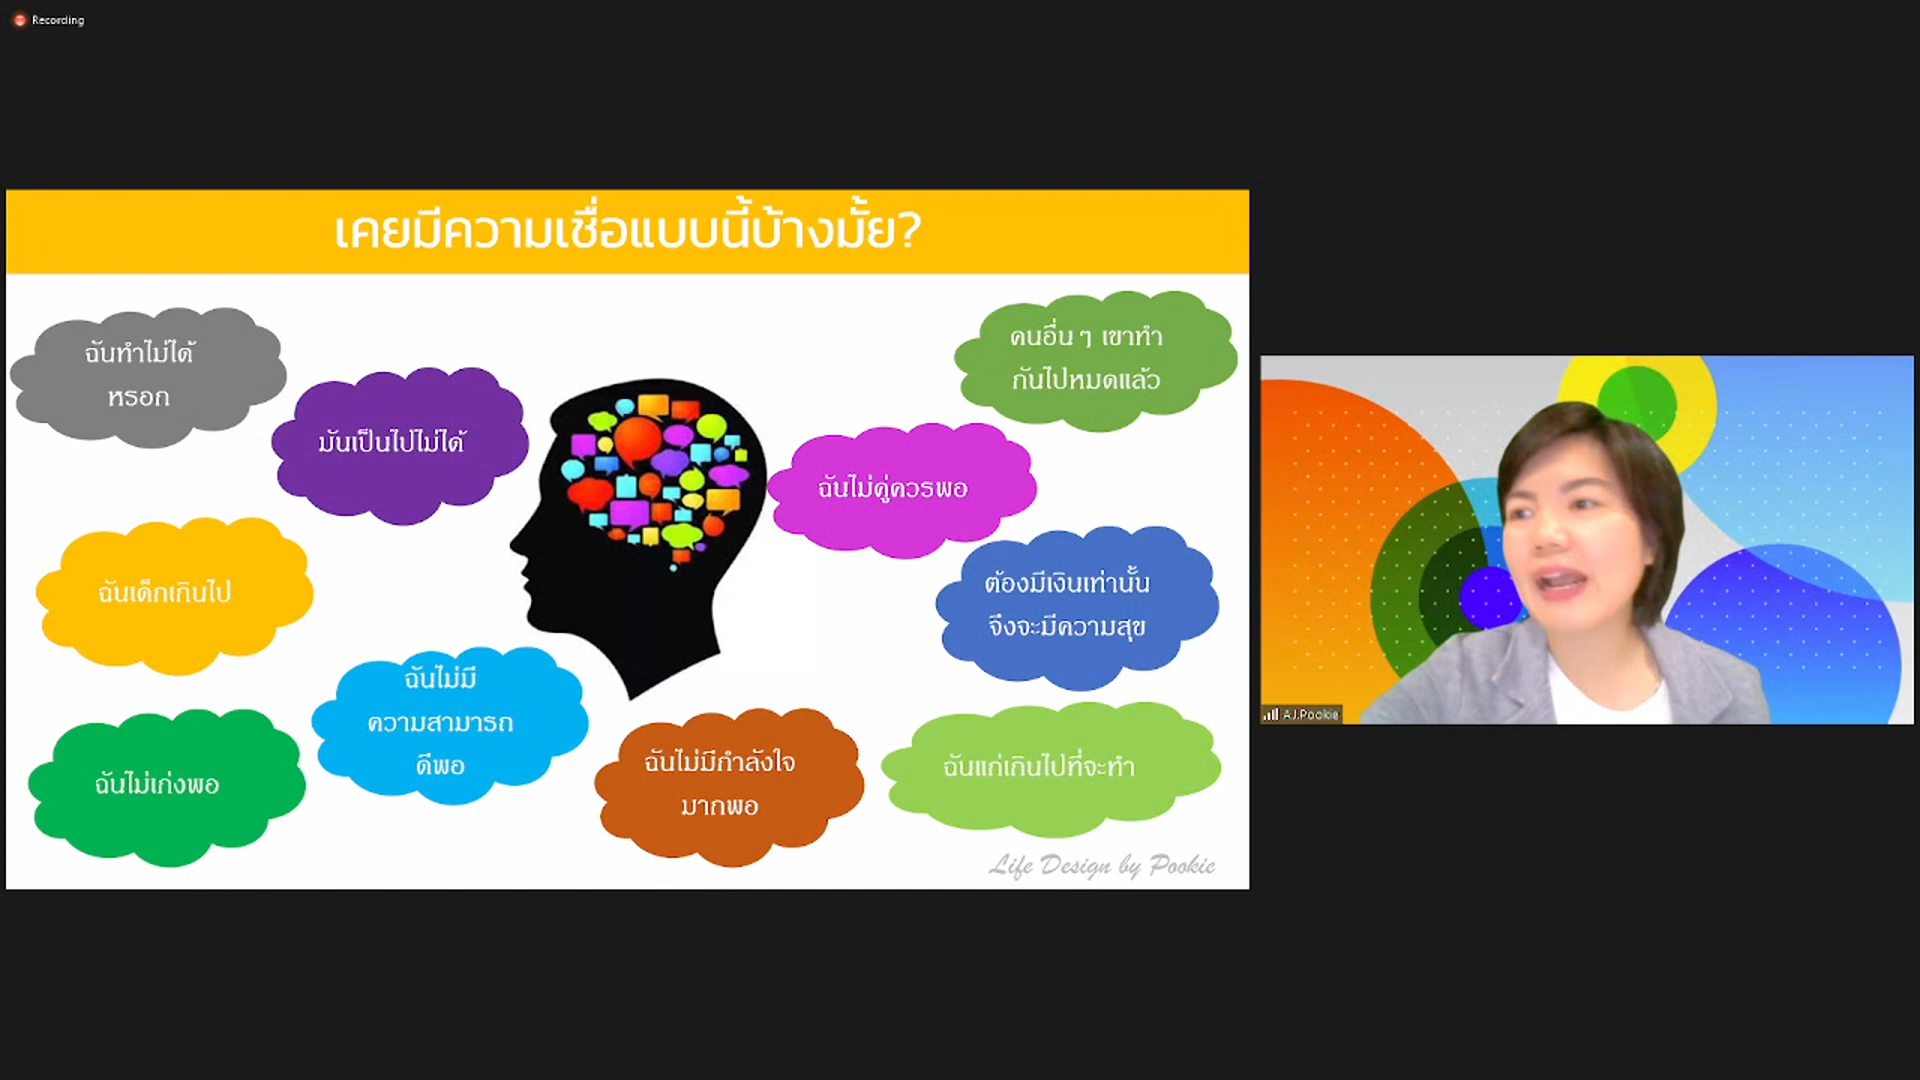 Recording
เคยมีความเชื่อแบบนี้บ้างมั้ย?
ฉันทำไม่ได้
หรอก
มันเป็นไปไม่ได้
คนอื่น ๆ เขาทำ
กันไปหมดแล้ว
ฉันไม่คู่ควรพอ
ฉันเด็กเกินไป
ต้องมีเงินเท่านั้น
จึงจะมีความสุข
ฉันไม่มี
ความสามารถ
ดีพอ
ฉันไม่เก่งพอ
ฉันไม่มีกำลังใจ
มากพอ
ฉันแก่เกินไปที่จะทำ
Life Design by Pookie
AJ.Pookie